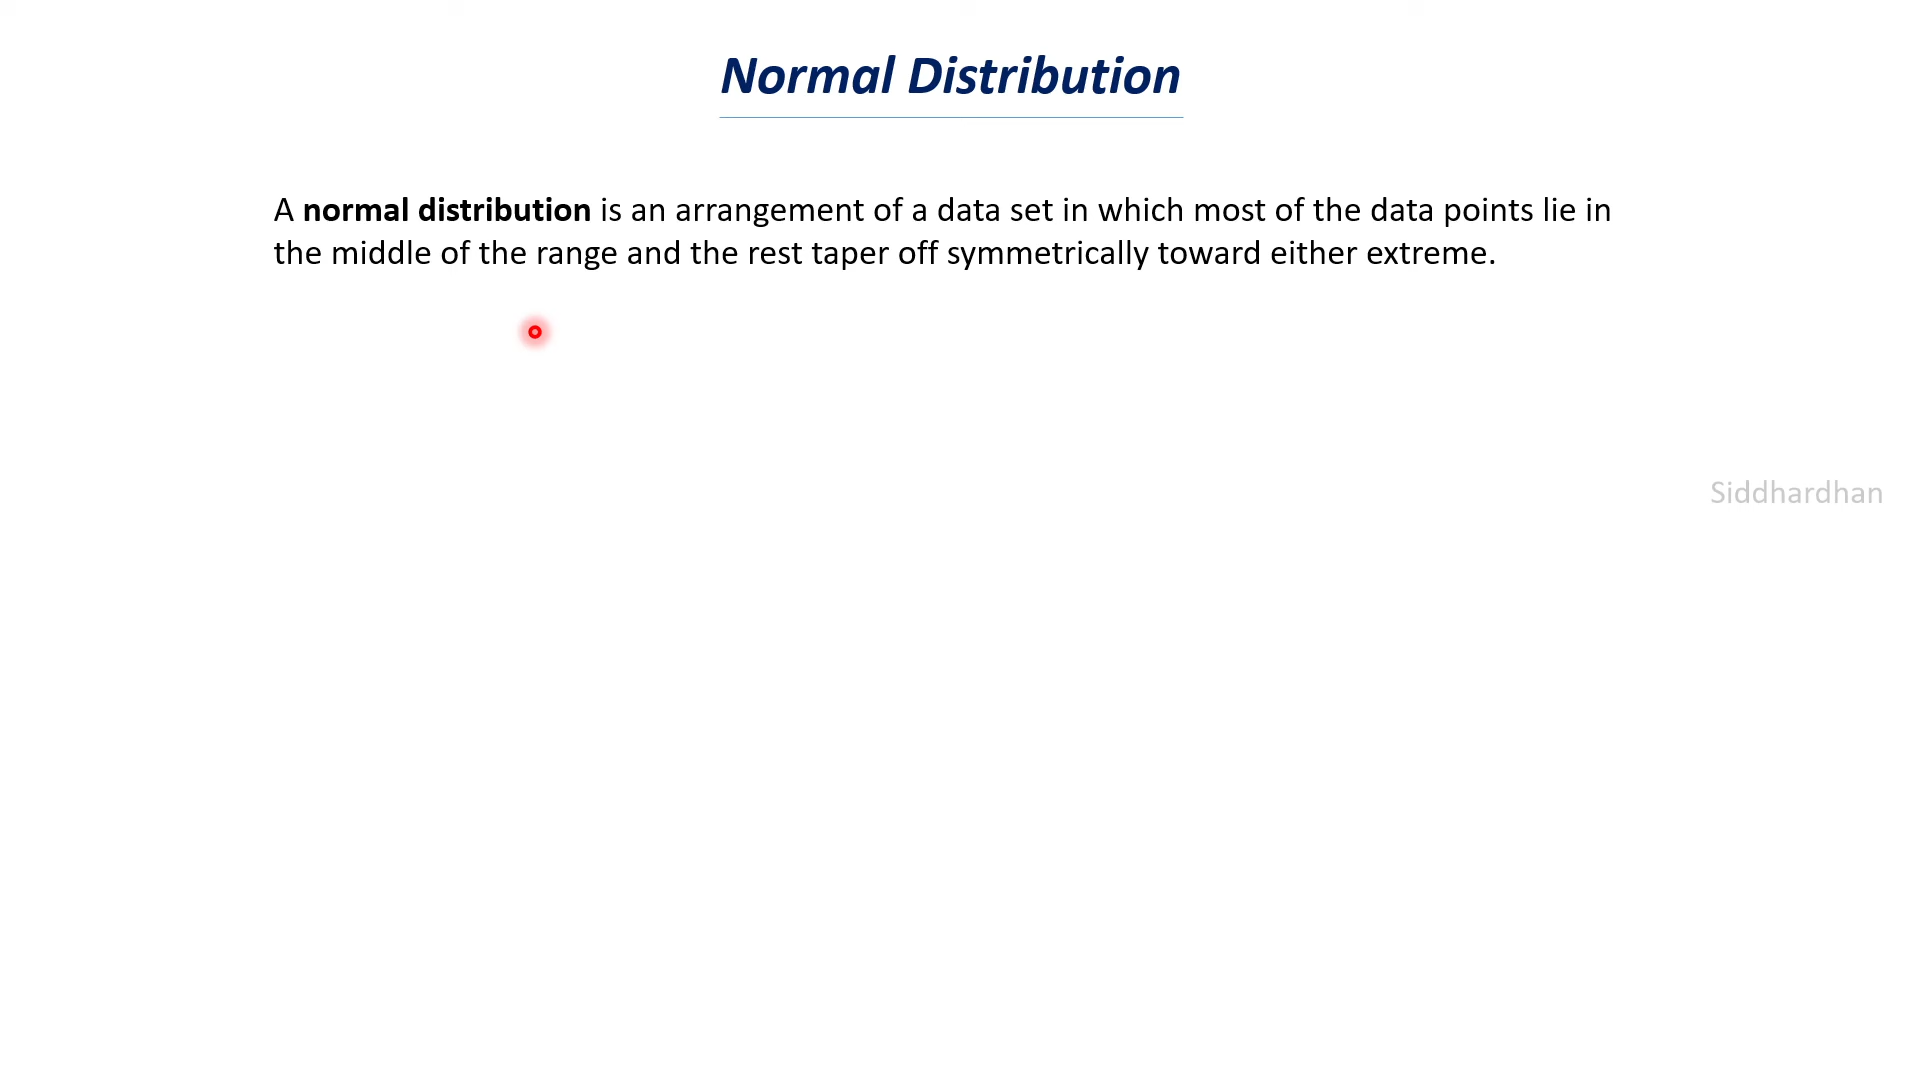 Normal Distribution
A normal distribution is an arrangement of a data set in which most of the data points lie in
the middle of the range and the rest taper off symmetrically toward either extreme.
Siddhardhan